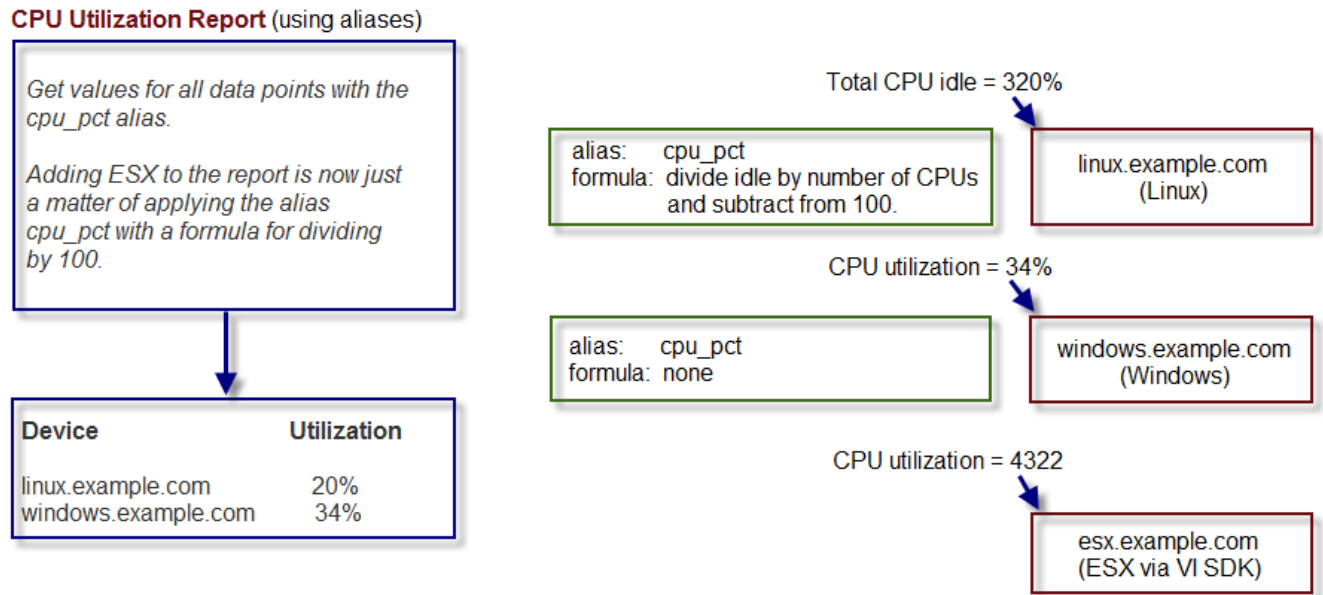 CPU Utilization Report (using aliases)
Get values for all data points with the
cpu_pct alias.
Adding ESX to the report is now just
a matter of applying the alias
cpu_pct with a formula for dividing
by 100.
Device Utilization
linux.example.com 20%
windows.example.com 34%
Total CPU idle = 320%
alias: cpu_pct
formula: divide idle by number of CPUs
and subtract from 100.
linux.example.com
(Linux)
CPU utilization = 34%
alias: cpu_pct
formula: none
windows.example.com
(Windows)
CPU utilization = 4322
esx.example.com
(ESX via VI SDK)